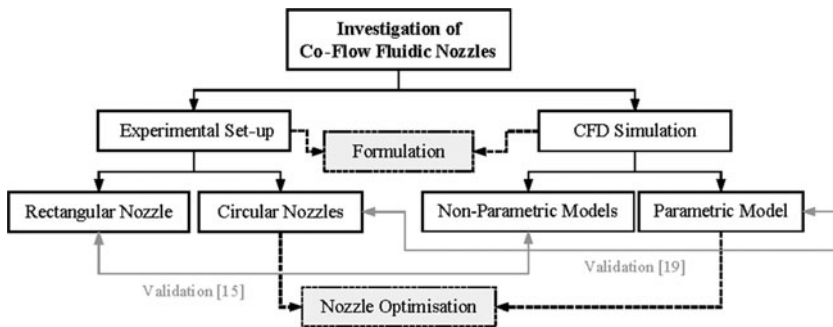 Investigation of
Co-Flow Fluidic Nozzles
Experimental Set-up
Formulation
CFD Simulation
Rectangular Nozzle
Circular Nozzles
Non-Parametric Models
Parametric Model
Validation [15]
Validation [19]
Nozzle Optimisation